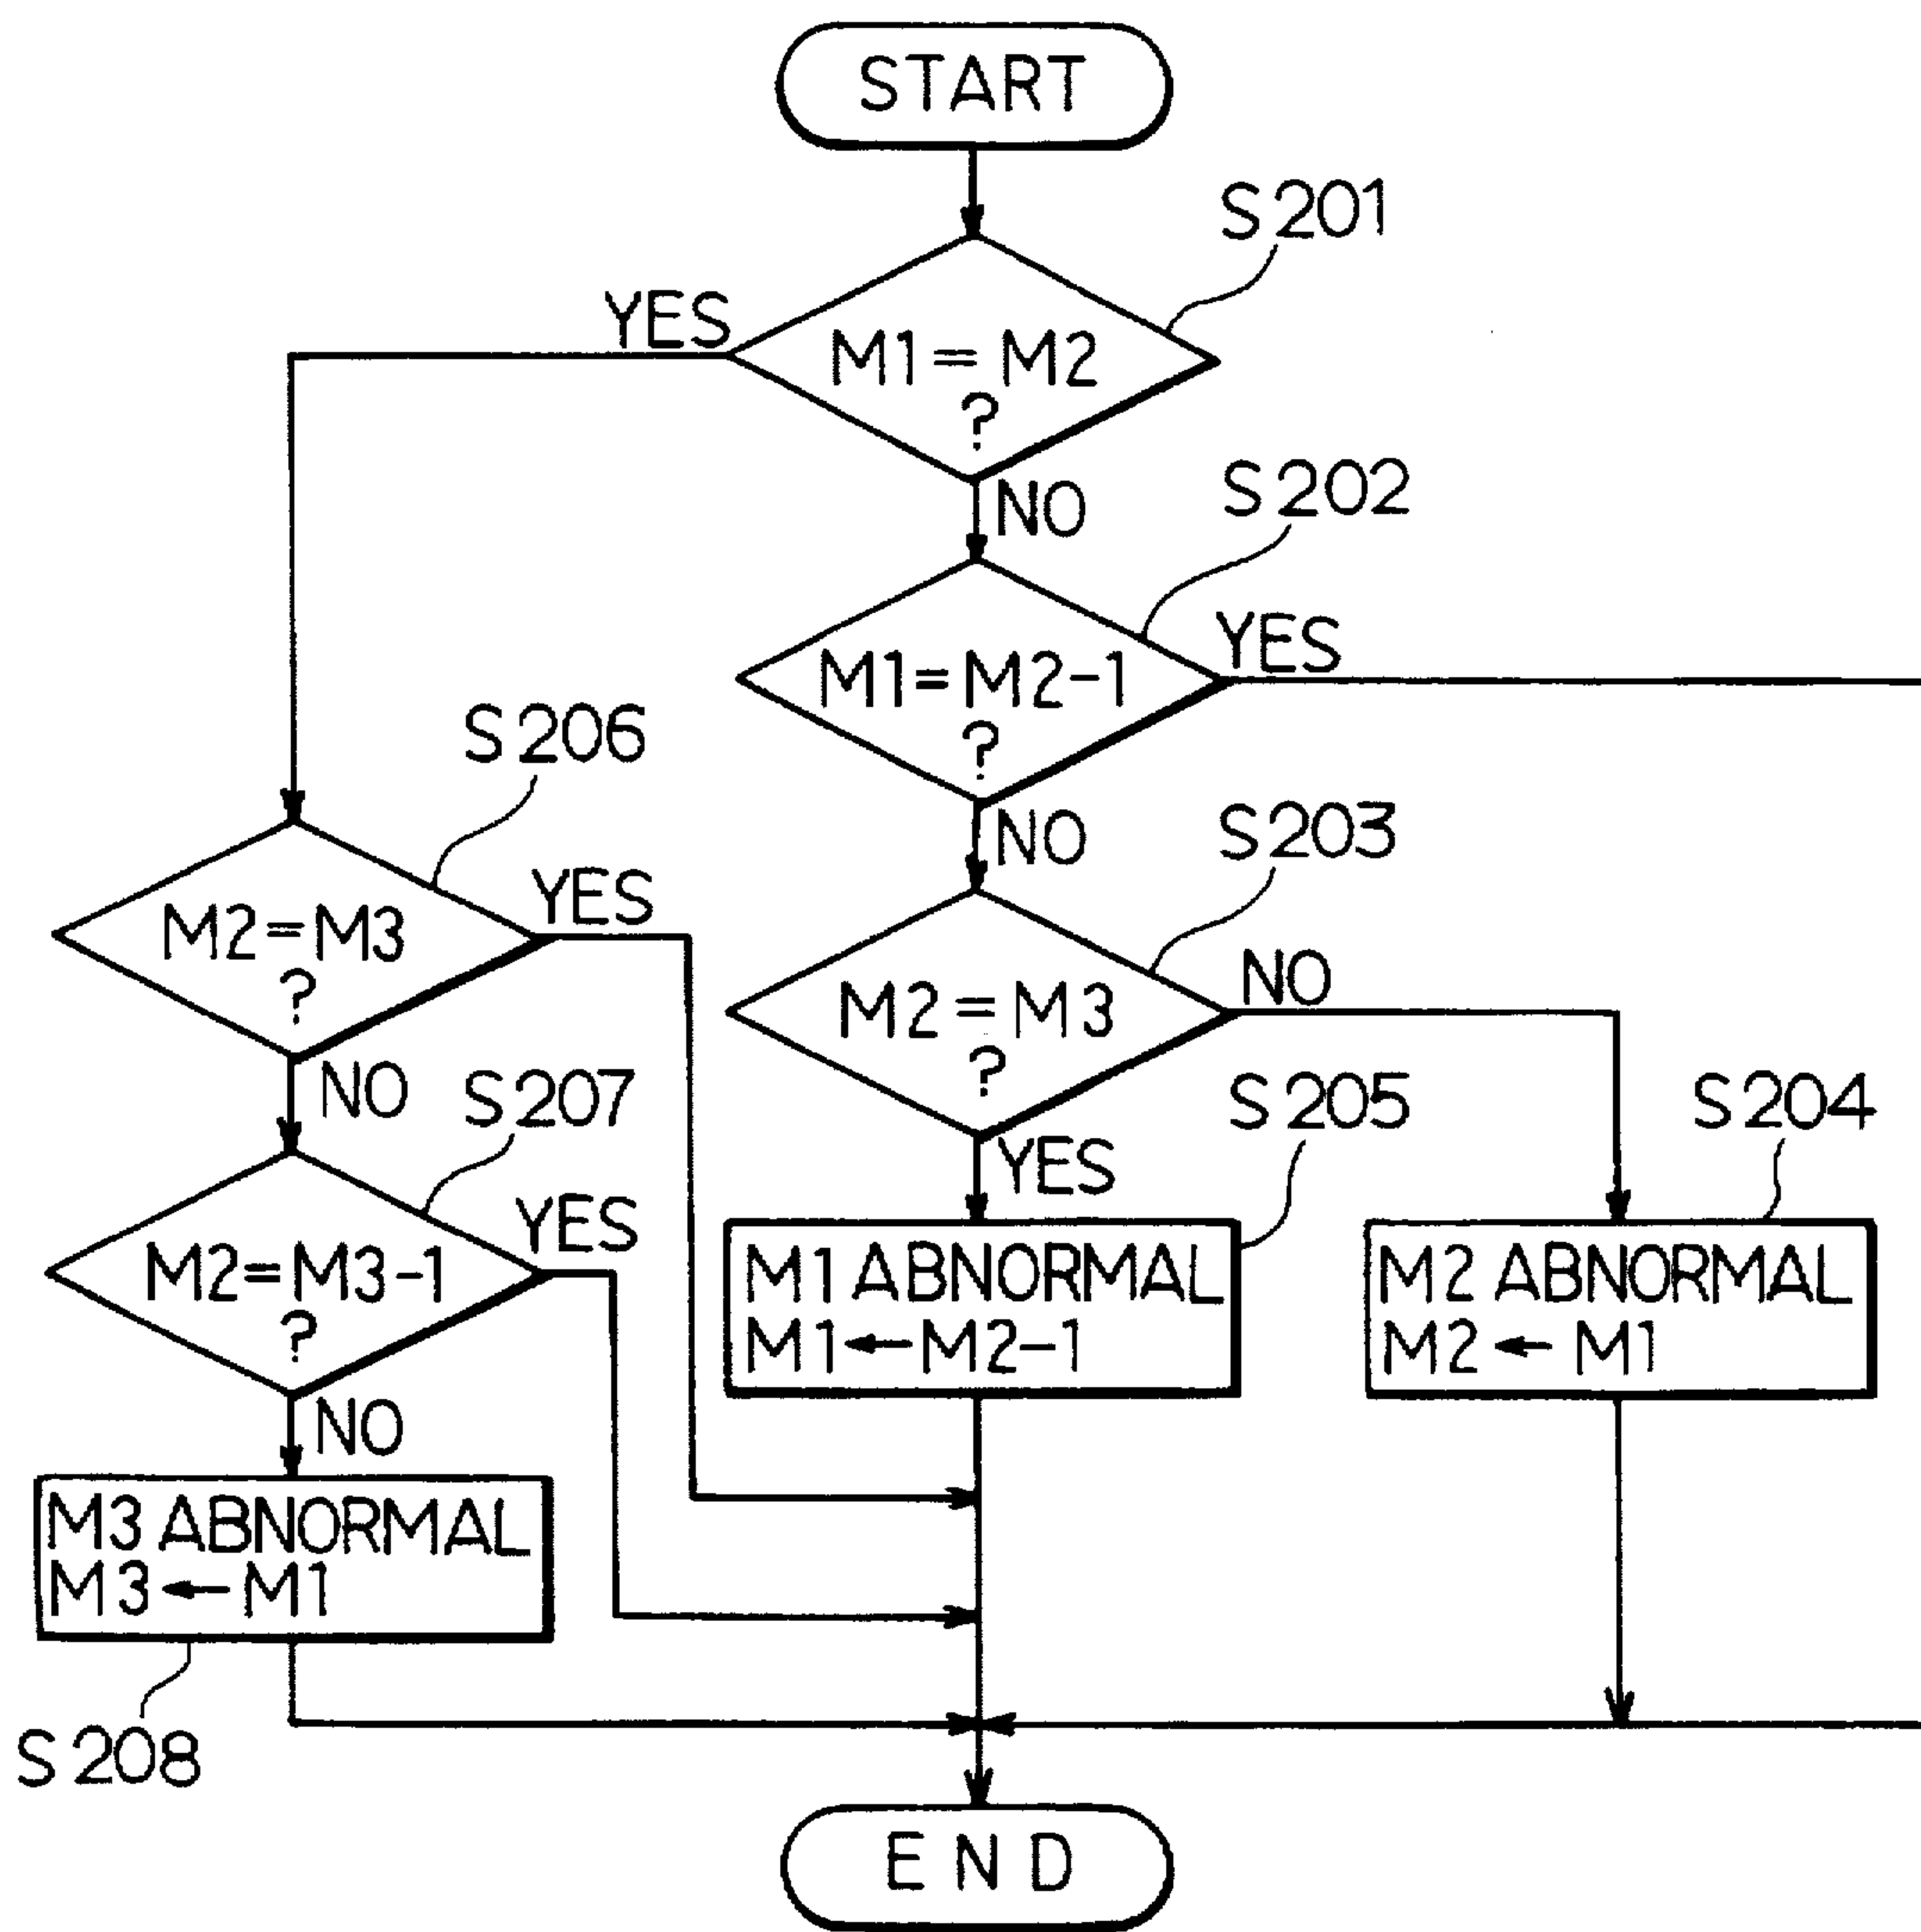 START
S201
YES
M1=M2
?
NO
S202
YES
M1=M2-1
?
S206
NO
S203
YES
M2=M3
?
NO
M2=M3
?
NO
S207
S205
S204
YES
YES
M2=M3-1
?
M1 ABNORMAL
M1←M2-1
M2 ABNORMAL
M2←M1
NO
M3 ABNORMAL
M3←M1
S208
END